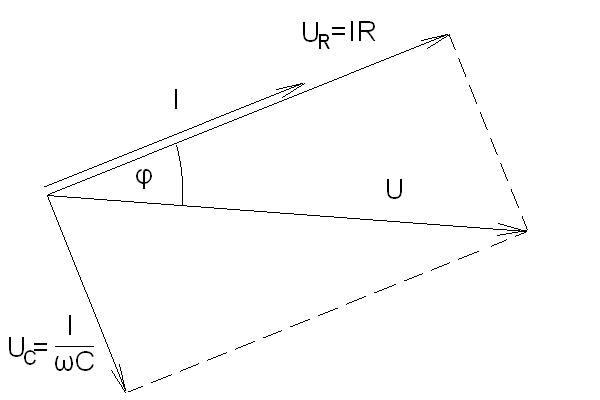 U_R=IR
I
φ
U
U_C=I/ωC